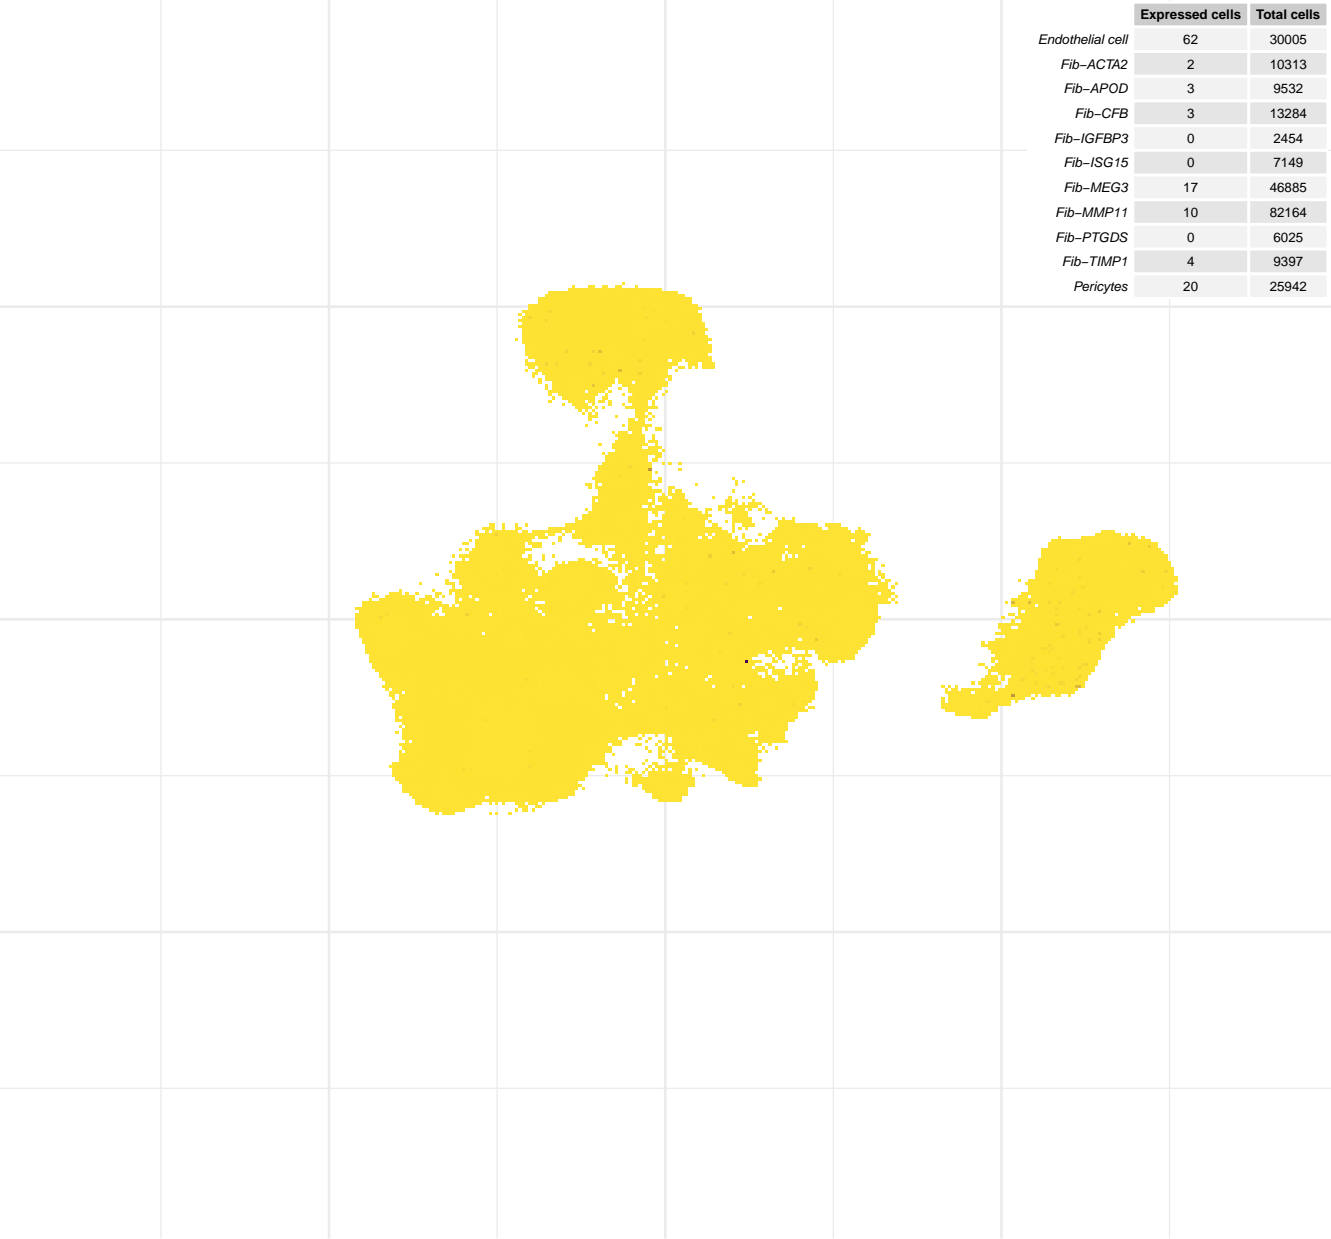 Expressed cells Total cells
Endothelial cell 62 30005
Fib−ACTA2 2 10313
Fib−APOD 3 9532
Fib−CFB 3 13284
Fib−IGFBP3 0 2454
Fib−ISG15 0 7149
Fib−MEG3 17 46885
Fib−MMP11 10 82164
Fib−PTGDS 0 6025
Fib−TIMP1 4 9397
Pericytes 20 25942